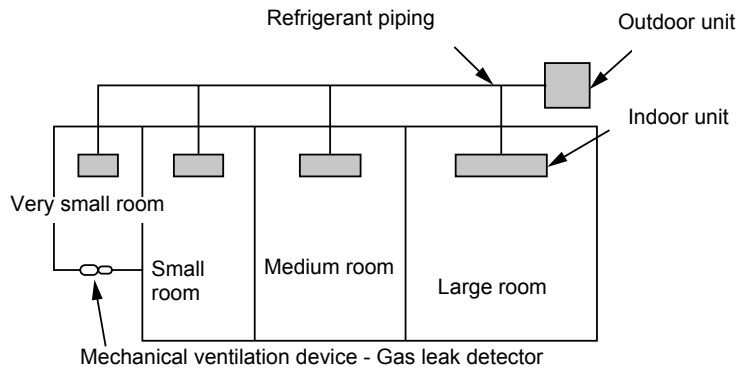 Refrigerant piping
Outdoor unit
Indoor unit
Very small room
Small
room
Medium room
Large room
Mechanical ventilation device - Gas leak detector